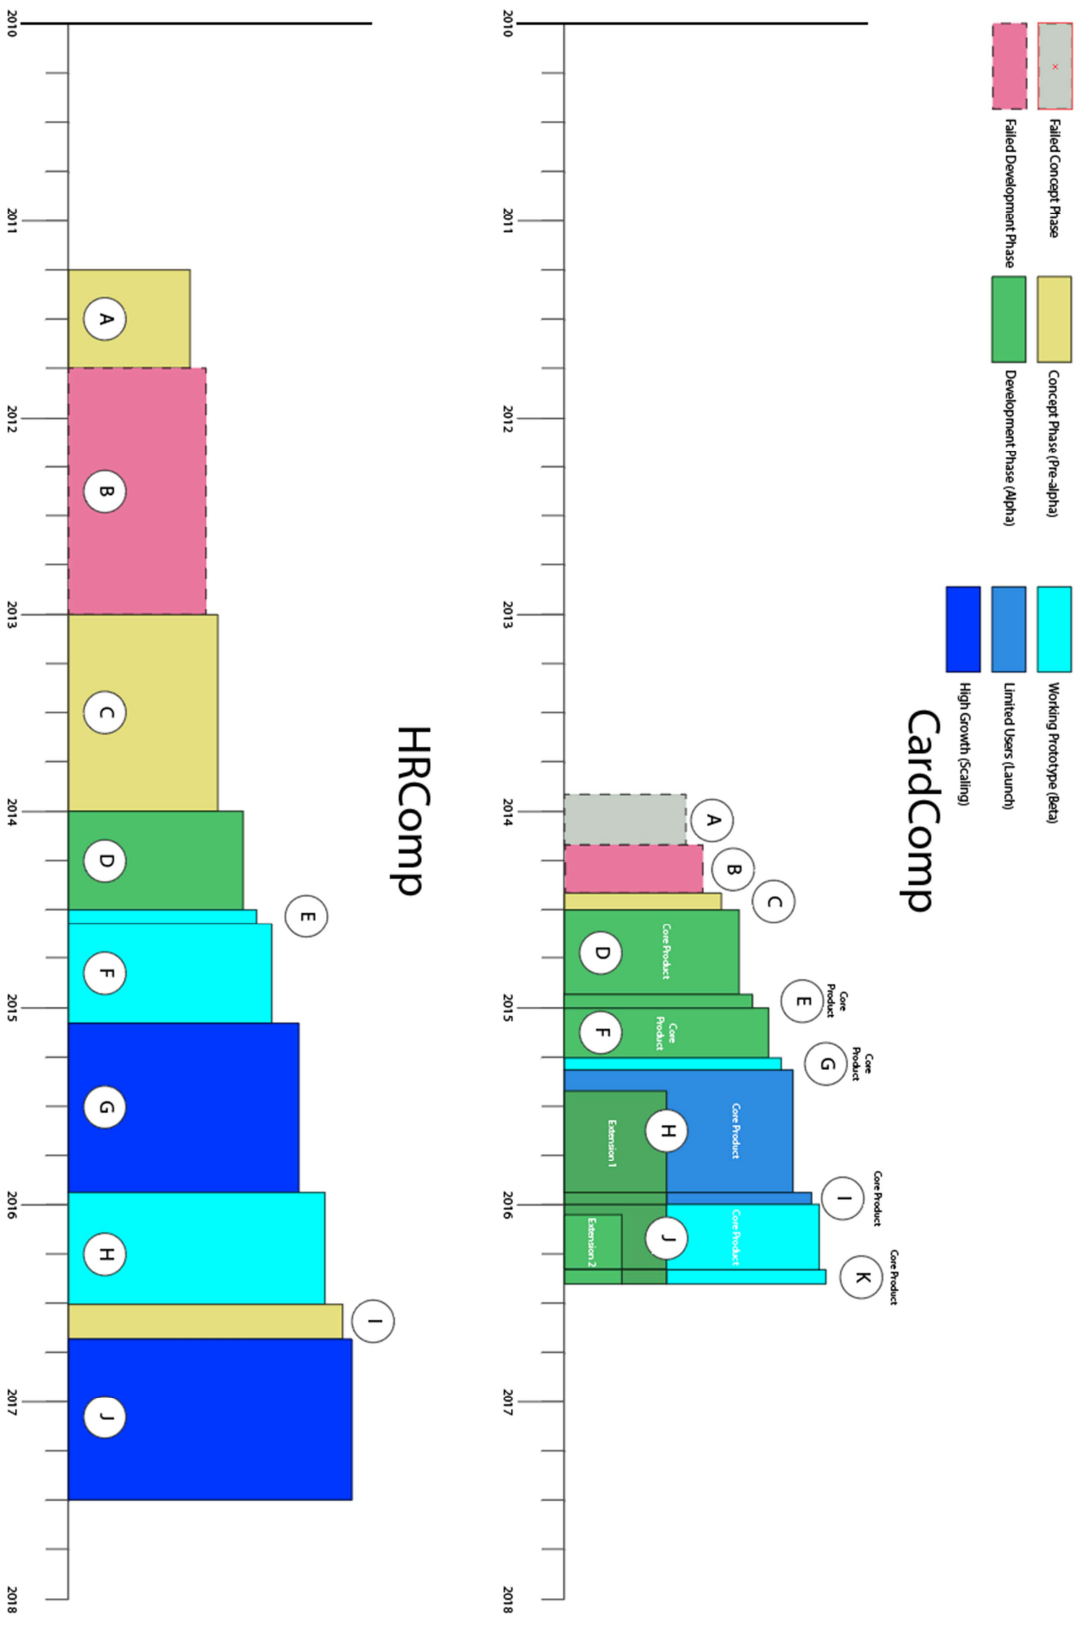 Failed Concept Phase
Concept Phase (Pre-alpha)
Working Prototype (Beta)
Failed Development Phase
Development Phase (Alpha)
Limited Users (Launch)
High Growth (Scaling)
CardComp
A
B
C
D
Core Product
E
Core
Product
F
Core
Product
G
Core
Product
H
Core Product
Extension 1
I
Core Product
J
Core Product
Extension 2
K
Core Product
2010
2011
2012
2013
2014
2015
2016
2017
2018
HRComp
A
B
C
D
E
F
G
H
I
J
2010
2011
2012
2013
2014
2015
2016
2017
2018